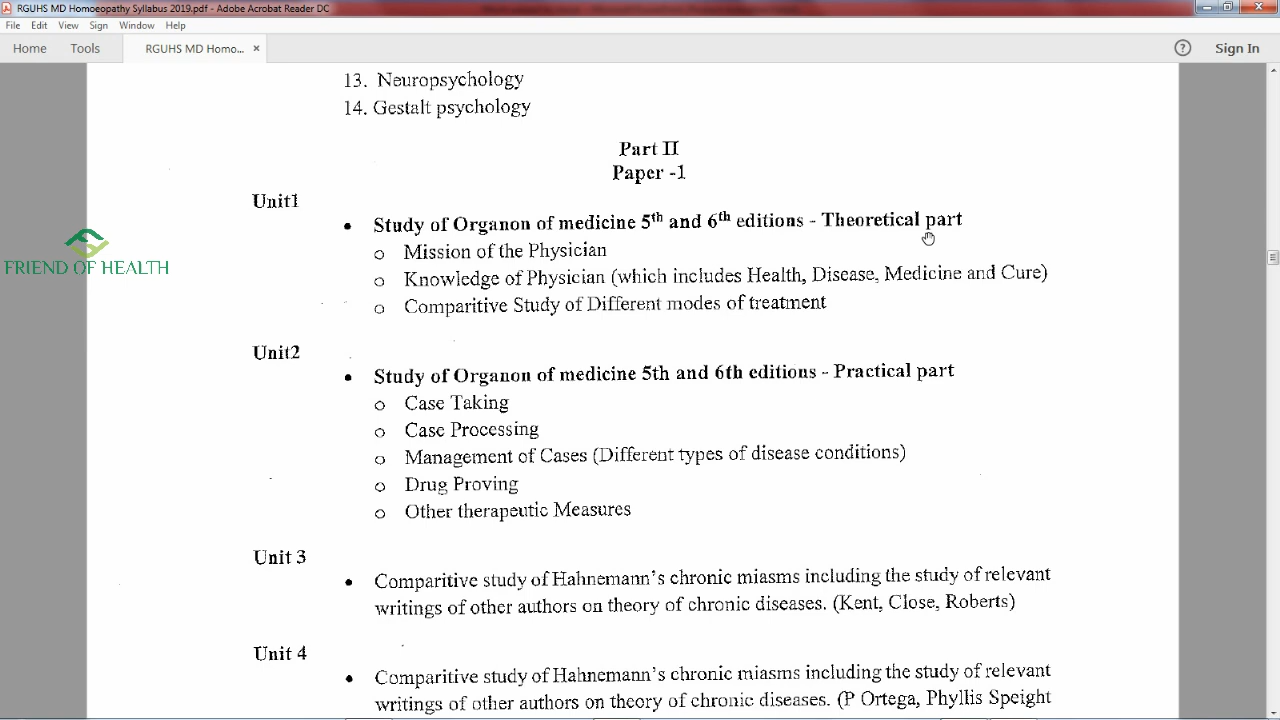 RGUHS MD Homoeopathy Syllabus 2019.pdf - Adobe Acrobat Reader DC
File Edit View Sign Window Help
Home Tools RGUHS MD Homo... × ? Sign In
13. Neuropsychology
14. Gestalt psychology
Part II
Paper -1
Unit1
• Study of Organon of medicine 5th and 6th editions - Theoretical part
o Mission of the Physician
o Knowledge of Physician (which includes Health, Disease, Medicine and Cure)
o Comparitive Study of Different modes of treatment
FRIEND OF HEALTH
Unit2
• Study of Organon of medicine 5th and 6th editions - Practical part
o Case Taking
o Case Processing
o Management of Cases (Different types of disease conditions)
o Drug Proving
o Other therapeutic Measures
Unit 3
• Comparitive study of Hahnemann's chronic miasms including the study of relevant
writings of other authors on theory of chronic diseases. (Kent, Close, Roberts)
Unit 4
• Comparitive study of Hahnemann's chronic miasms including the study of relevant
writings of other authors on theory of chronic diseases. (P Ortega, Phyllis Speight